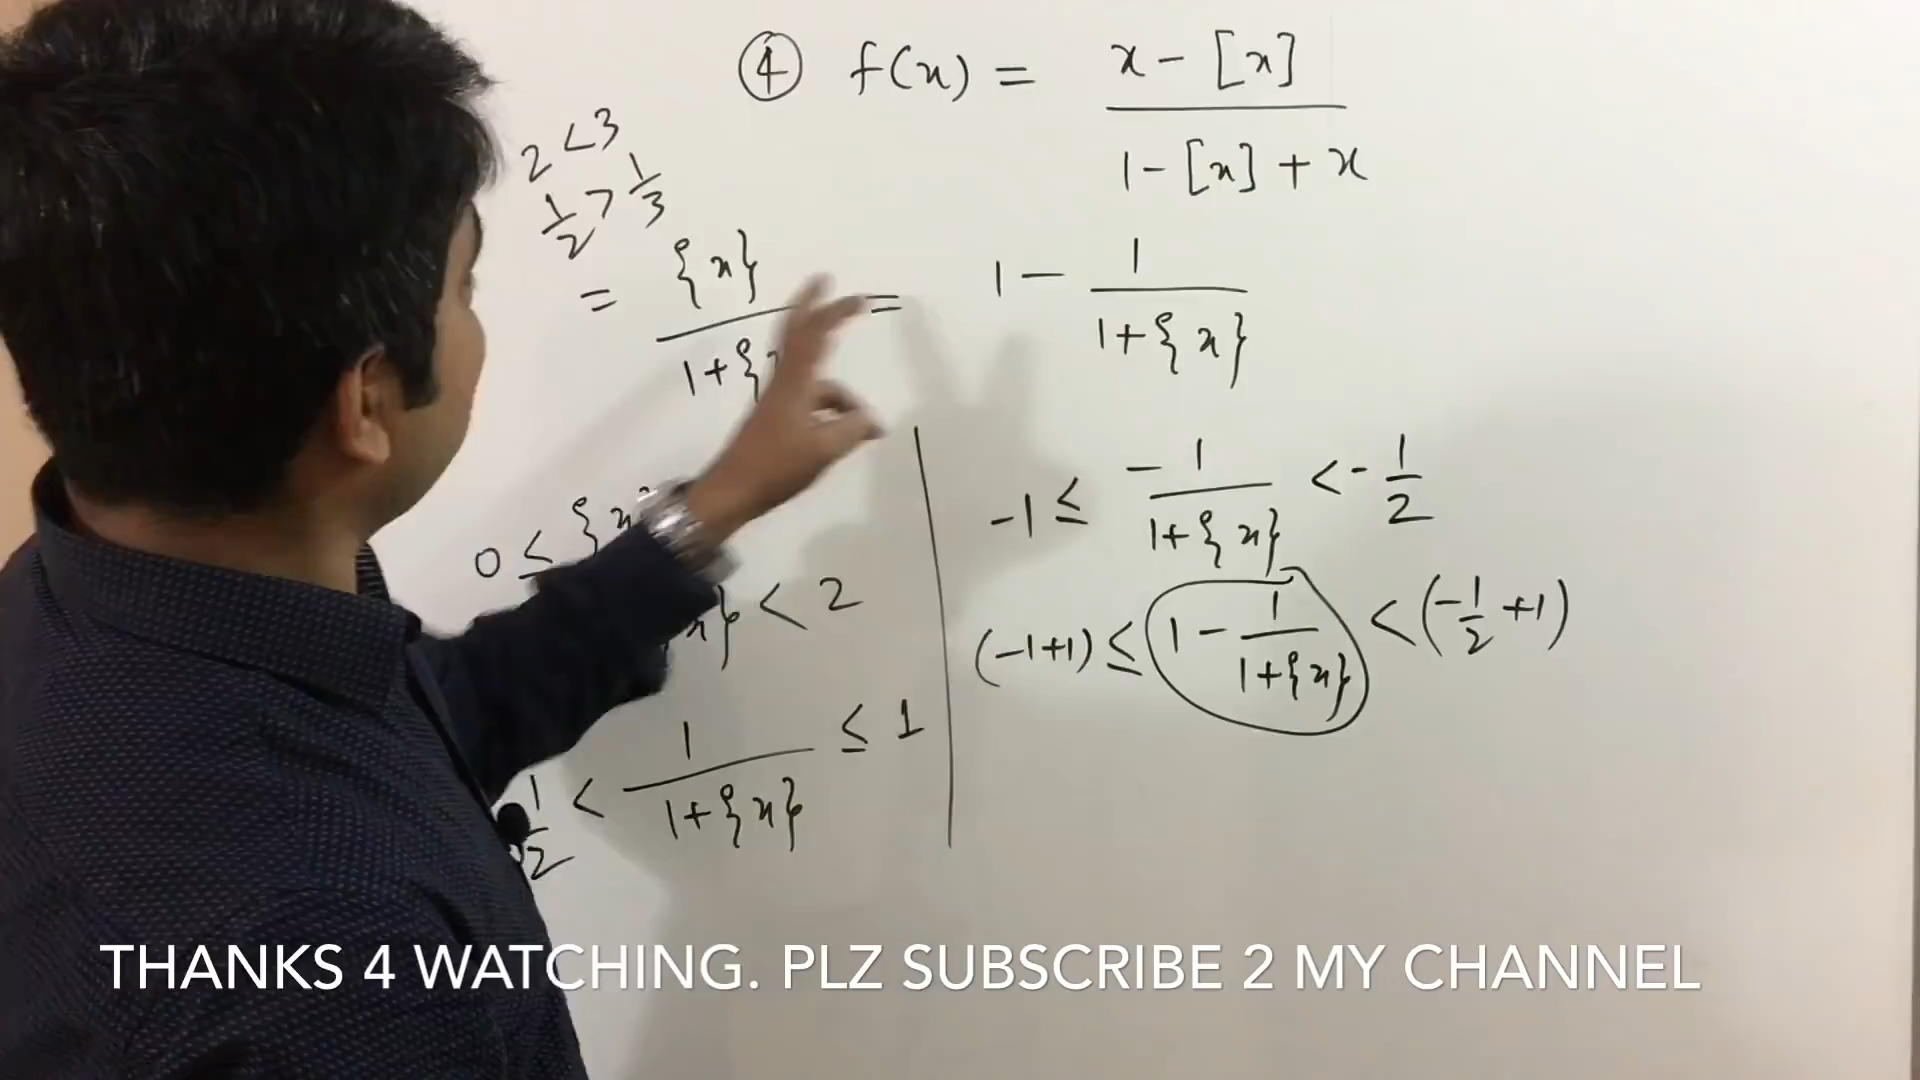 ④ f(x) = (x - [x]) / (1 - [x] + x)
2 < 3
1/2 > 1/3
= {x} / 1+{ = 1 - 1/(1+{x})
0 ≤ {x
x} < 2
1/2 < 1/(1+{x}) ≤ 1
-1 ≤ -1/(1+{x}) < -1/2
(-1+1) ≤ 1 - 1/(1+{x}) < (-1/2 +1)
THANKS 4 WATCHING. PLZ SUBSCRIBE 2 MY CHANNEL